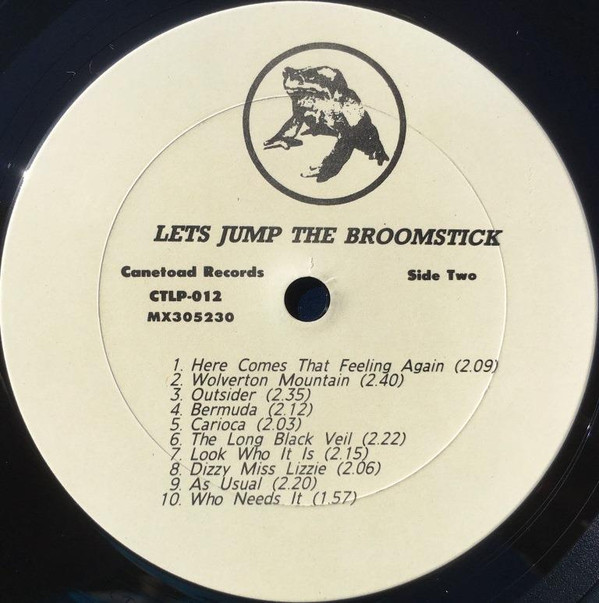 LETS JUMP THE BROOMSTICK
Canetoad Records
Side Two
CTLP-012
MX305230
1. Here Comes That Feeling Again (2.09)
2. Wolverton Mountain (2.40)
3. Outsider (2.35)
4. Bermuda (2.12)
5. Carioca (2.03)
6. The Long Black Veil (2.22)
7. Look Who It Is (2.15)
8. Dizzy Miss Lizzie (2.06)
9. As Usual (2.20)
10. Who Needs It (1.57)